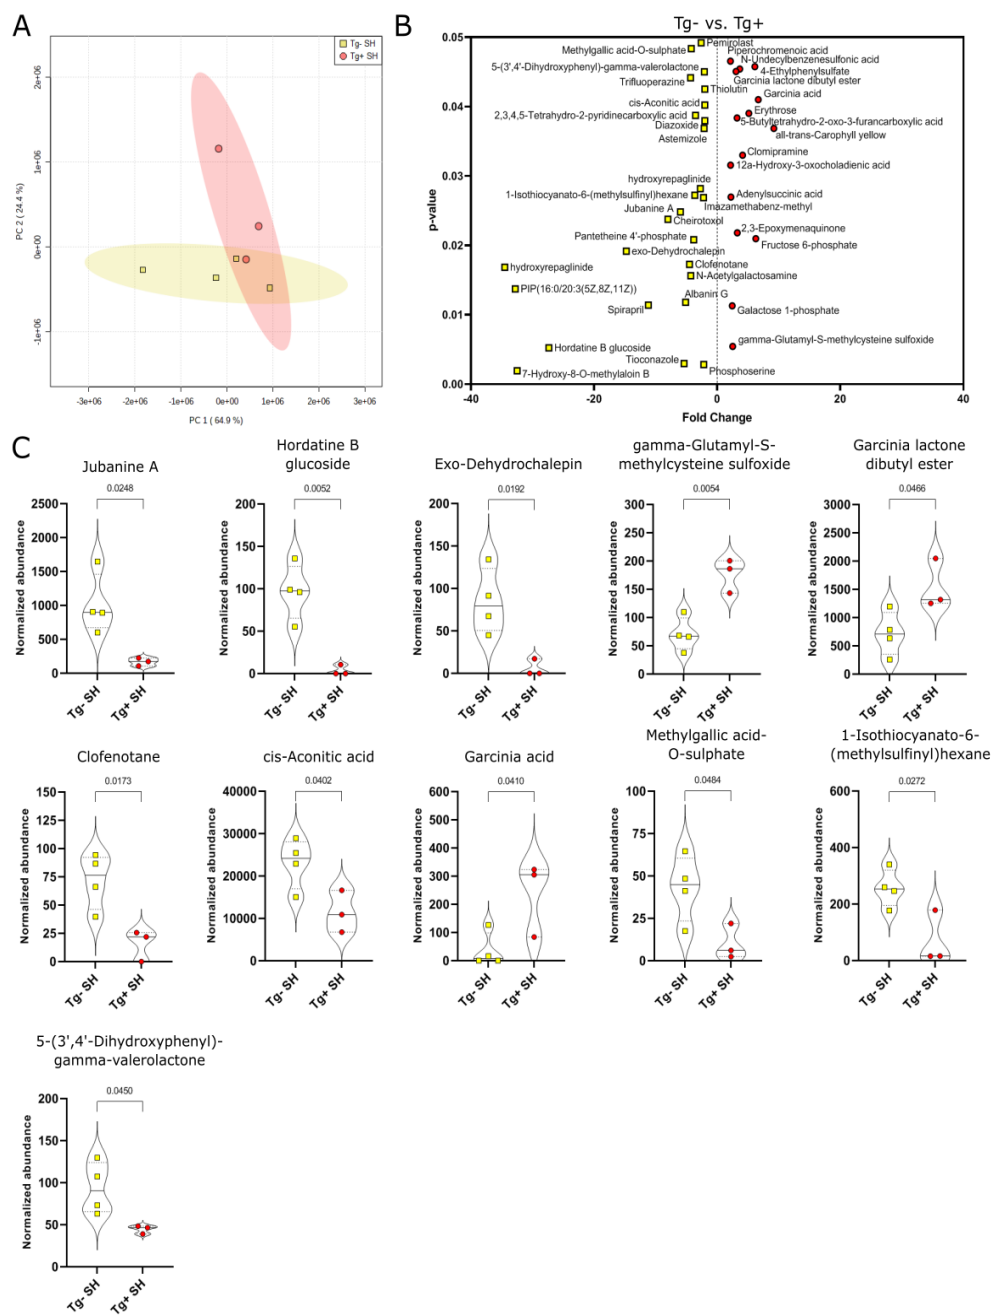 A
Tg- SH
Tg+ SH
2e+06
1e+06
0e+00
-1e+06
PC 2 ( 24.4 %)
-3e+06 -2e+06 -1e+06 0e+00 1e+06 2e+06 3e+06
PC 1 ( 64.9 %)
B
Tg- vs. Tg+
0.05
0.04
0.03
0.02
0.01
0.00
p-value
-40 -20 0 20 40
Fold Change
Pemirolast
Methylgallic acid-O-sulphate
Piperochromenoic acid
N-Undecylbenzenesulfonic acid
5-(3',4'-Dihydroxyphenyl)-gamma-valerolactone
4-Ethylphenylsulfate
Trifluoperazine
Garcinia lactone dibutyl ester
Thiolutin
Garcinia acid
cis-Aconitic acid
Erythrose
2,3,4,5-Tetrahydro-2-pyridinecarboxylic acid
5-Butyltetrahydro-2-oxo-3-furancarboxylic acid
Diazoxide
all-trans-Carophyll yellow
Astemizole
Clomipramine
12a-Hydroxy-3-oxocholadienic acid
hydroxyrepaglinide
1-Isothiocyanato-6-(methylsulfinyl)hexane
Adenylsuccinic acid
Imazamethabenz-methyl
Jubanine A
Cheirotoxol
2,3-Epoxymenaquinone
Pantetheine 4'-phosphate
Fructose 6-phosphate
exo-Dehydrochalepin
hydroxyrepaglinide
Clofenotane
N-Acetylgalactosamine
PIP(16:0/20:3(5Z,8Z,11Z))
Albanin G
Spirapril
Galactose 1-phosphate
Hordatine B glucoside
gamma-Glutamyl-S-methylcysteine sulfoxide
Tioconazole
7-Hydroxy-8-O-methylaloin B
Phosphoserine
C
Jubanine A
0.0248
Normalized abundance
2500
2000
1500
1000
500
0
Tg- SH
Tg+ SH
Hordatine B
glucoside
0.0052
Normalized abundance
150
100
50
0
Tg- SH
Tg+ SH
Exo-Dehydrochalepin
0.0192
Normalized abundance
200
150
100
50
0
Tg- SH
Tg+ SH
gamma-Glutamyl-S-
methylcysteine sulfoxide
0.0054
Normalized abundance
300
250
200
150
100
50
0
Tg- SH
Tg+ SH
Garcinia lactone
dibutyl ester
0.0466
Normalized abundance
3000
2500
2000
1500
1000
500
0
Tg- SH
Tg+ SH
Clofenotane
0.0173
Normalized abundance
150
125
100
75
50
25
0
Tg- SH
Tg+ SH
cis-Aconitic acid
0.0402
Normalized abundance
40000
30000
20000
10000
0
Tg- SH
Tg+ SH
Garcinia acid
0.0410
Normalized abundance
600
500
400
300
200
100
0
Tg- SH
Tg+ SH
Methylgallic acid-
O-sulphate
0.0484
Normalized abundance
100
75
50
25
0
Tg- SH
Tg+ SH
1-Isothiocyanato-6-
(methylsulfinyl)hexane
0.0272
Normalized abundance
600
400
200
0
Tg- SH
Tg+ SH
5-(3',4'-Dihydroxyphenyl)-
gamma-valerolactone
0.0450
Normalized abundance
200
150
100
50
0
Tg- SH
Tg+ SH